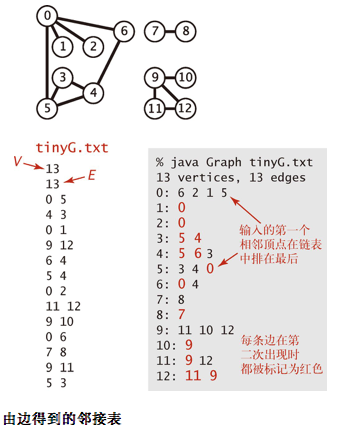 0
6
7
8
1
2
3
9
10
4
5
11
12
tinyG.txt
V
13
13
E
0 5
4 3
0 1
9 12
6 4
5 4
0 2
11 12
9 10
0 6
7 8
9 11
5 3
% java Graph tinyG.txt
13 vertices, 13 edges
0: 6 2 1 5
1: 0
2: 0
3: 5 4
4: 5 6 3
5: 3 4 0
6: 0 4
7: 8
8: 7
9: 11 10 12
10: 9
11: 9 12
12: 11 9
输入的第一个
相邻顶点在链表
中排在最后
每条边在第
二次出现时
都被标记为红色
由边得到的邻接表